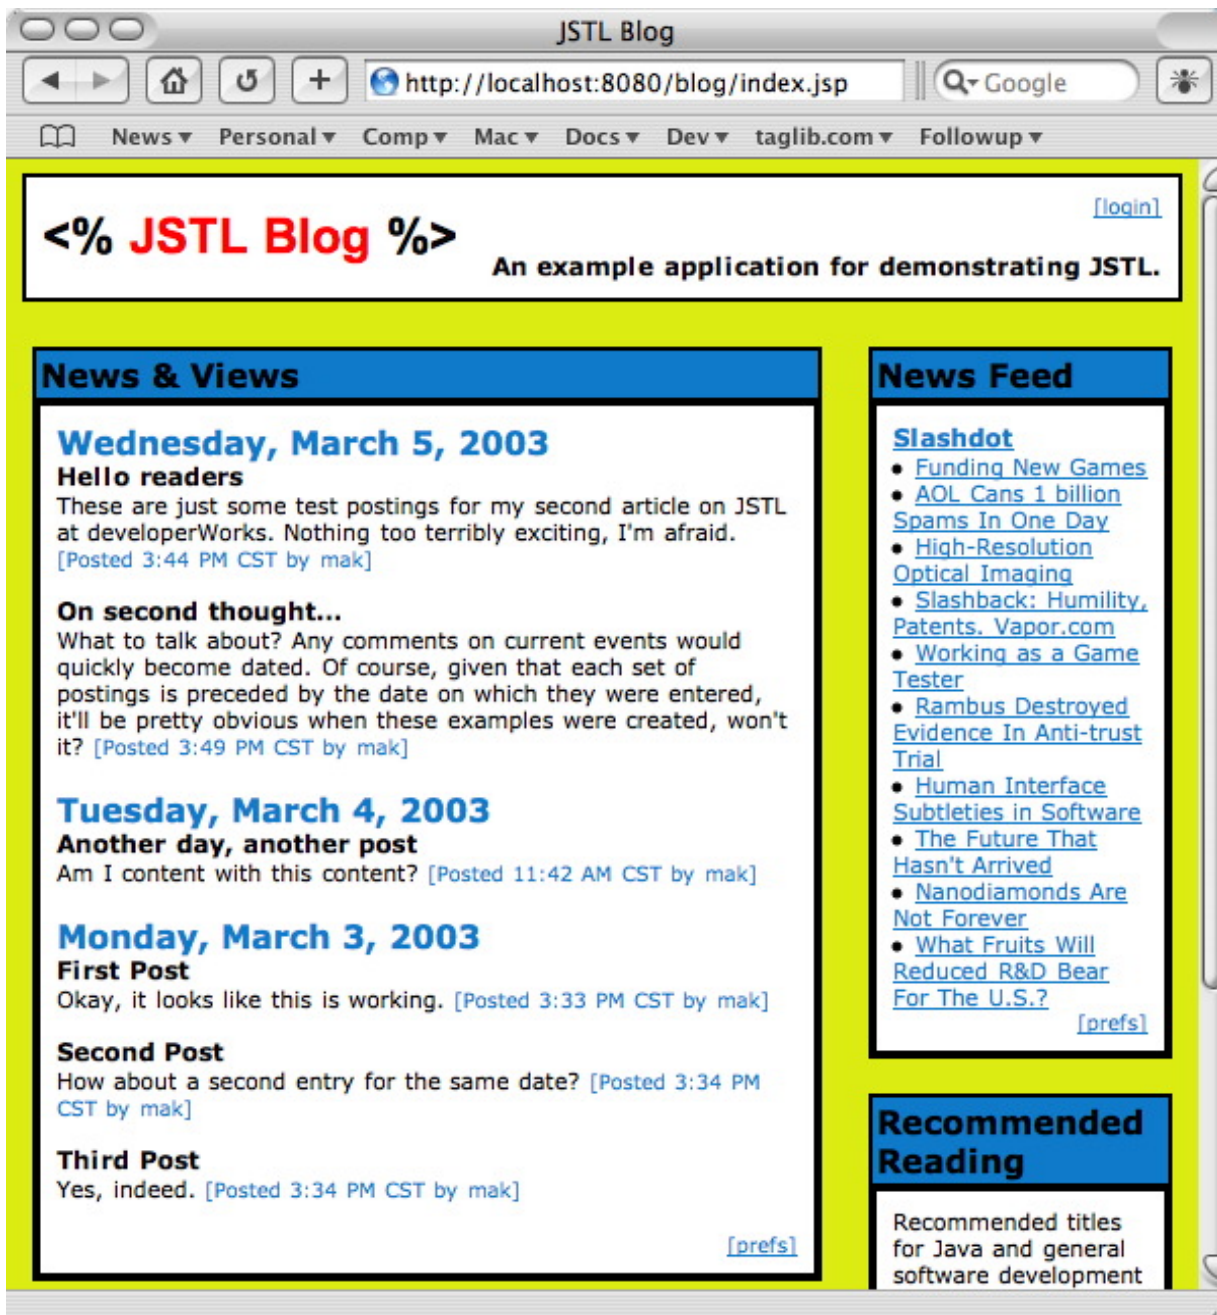 JSTL Blog
http://localhost:8080/blog/index.jsp
Google
News Personal Comp Mac Docs Dev taglib.com Followup
[login]
<% JSTL Blog %>
An example application for demonstrating JSTL.
News & Views
Wednesday, March 5, 2003
Hello readers
These are just some test postings for my second article on JSTL
at developerWorks. Nothing too terribly exciting, I'm afraid.
[Posted 3:44 PM CST by mak]
On second thought...
What to talk about? Any comments on current events would
quickly become dated. Of course, given that each set of
postings is preceded by the date on which they were entered,
it'll be pretty obvious when these examples were created, won't
it? [Posted 3:49 PM CST by mak]
Tuesday, March 4, 2003
Another day, another post
Am I content with this content? [Posted 11:42 AM CST by mak]
Monday, March 3, 2003
First Post
Okay, it looks like this is working. [Posted 3:33 PM CST by mak]
Second Post
How about a second entry for the same date? [Posted 3:34 PM
CST by mak]
Third Post
Yes, indeed. [Posted 3:34 PM CST by mak]
[prefs]
News Feed
Slashdot
• Funding New Games
• AOL Cans 1 billion
Spams In One Day
• High-Resolution
Optical Imaging
• Slashback: Humility,
Patents. Vapor.com
• Working as a Game
Tester
• Rambus Destroyed
Evidence In Anti-trust
Trial
• Human Interface
Subtleties in Software
• The Future That
Hasn't Arrived
• Nanodiamonds Are
Not Forever
• What Fruits Will
Reduced R&D Bear
For The U.S.?
[prefs]
Recommended
Reading
Recommended titles
for Java and general
software development